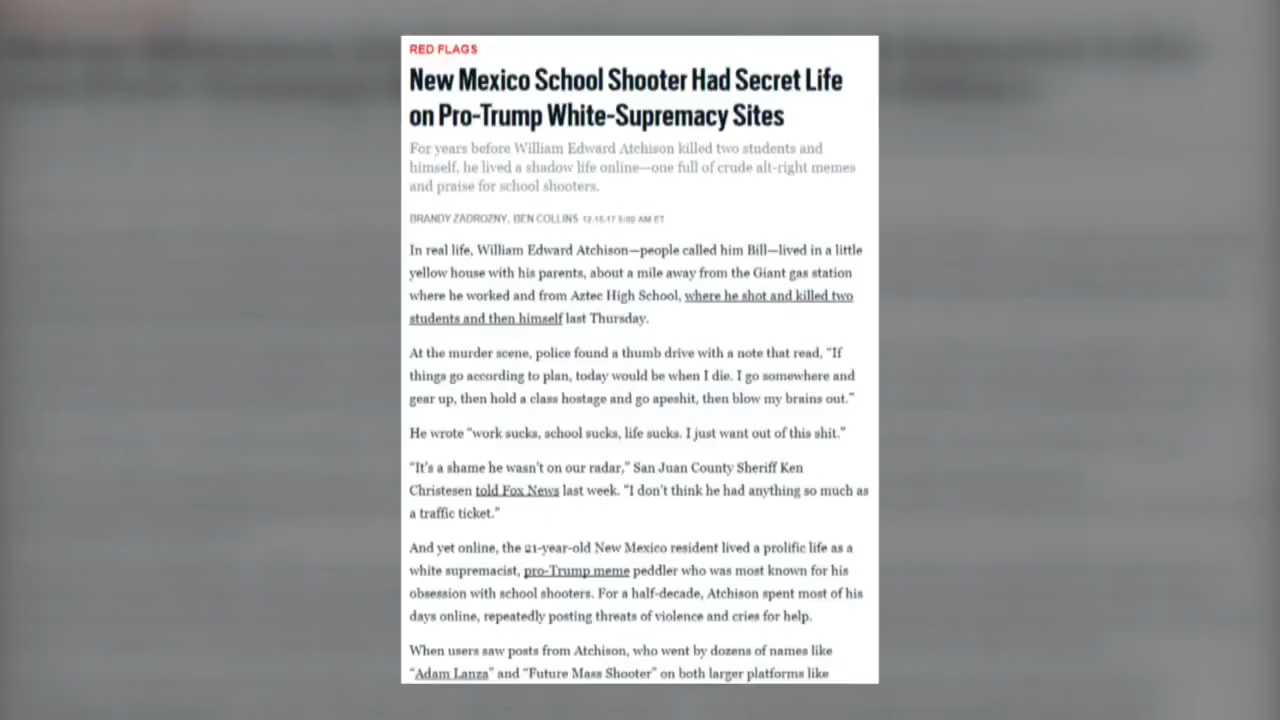 RED FLAGS
New Mexico School Shooter Had Secret Life
on Pro-Trump White-Supremacy Sites
For years before William Edward Atchison killed two students and
himself, he lived a shadow life online—one full of crude alt-right memes
and praise for school shooters.
BRANDY ZADROZNY, BEN COLLINS 12.15.17 5:00 AM ET
In real life, William Edward Atchison—people called him Bill—lived in a little
yellow house with his parents, about a mile away from the Giant gas station
where he worked and from Aztec High School, where he shot and killed two
students and then himself last Thursday.
At the murder scene, police found a thumb drive with a note that read, “If
things go according to plan, today would be when I die. I go somewhere and
gear up, then hold a class hostage and go apeshit, then blow my brains out.”
He wrote “work sucks, school sucks, life sucks. I just want out of this shit.”
“It’s a shame he wasn’t on our radar,” San Juan County Sheriff Ken
Christesen told Fox News last week. “I don’t think he had anything so much as
a traffic ticket.”
And yet online, the 21-year-old New Mexico resident lived a prolific life as a
white supremacist, pro-Trump meme peddler who was most known for his
obsession with school shooters. For a half-decade, Atchison spent most of his
days online, repeatedly posting threats of violence and cries for help.
When users saw posts from Atchison, who went by dozens of names like
“Adam Lanza” and “Future Mass Shooter” on both larger platforms like